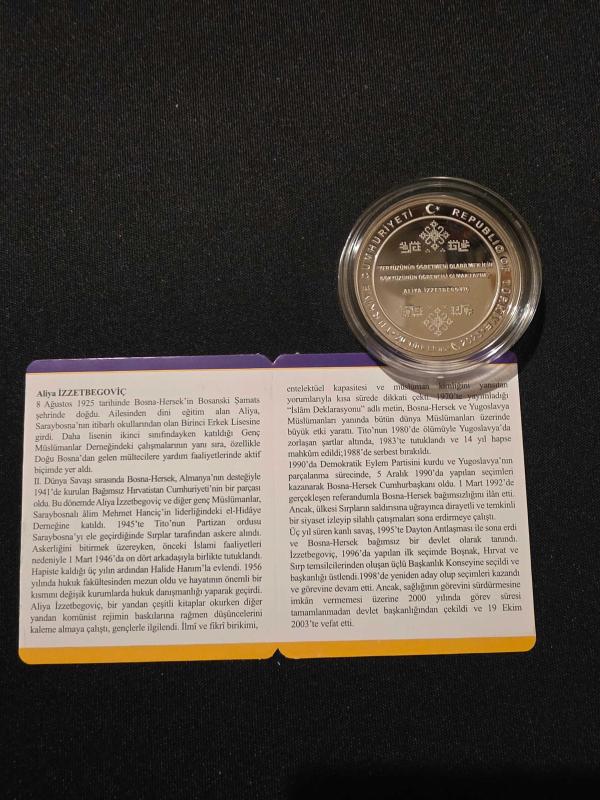 TÜRKİYE CUMHURİYETİ
REPUBLIC OF TÜRKİYE
YERYÜZÜNÜN ÖĞRETMENİ OLABİLMEK İÇİN
GÖKYÜZÜNÜN ÖĞRENCİSİ OLMAK LAZIM
ALİYA İZZETBEGOVİÇ
Aliya İZZETBEGOVİÇ
8 Ağustos 1925 tarihinde Bosna-Hersek'in Bosanski Şamats
şehrinde doğdu. Ailesinden dini eğitim alan Aliya,
Saraybosna'nın itibarlı okullarından olan Birinci Erkek Lisesine
girdi. Daha lisenin ikinci sınıfındayken katıldığı Genç
Müslümanlar Derneğindeki çalışmalarının yanı sıra, özellikle
Doğu Bosna'dan gelen mültecilere yardım faaliyetlerinde aktif
biçimde yer aldı.
II. Dünya Savaşı sırasında Bosna-Hersek, Almanya'nın desteğiyle
1941'de kurulan Bağımsız Hırvatistan Cumhuriyeti'nin bir parçası
oldu. Bu dönemde Aliya İzzetbegoviç ve diğer genç Müslümanlar,
Saraybosnalı âlim Mehmet Hanciç'in liderliğindeki el-Hidâye
Derneğine katıldı. 1945'te Tito'nun Partizan ordusu
Saraybosna'yı ele geçirdiğinde Sırplar tarafından askere alındı.
Askerliğini bitirmek üzereyken, önceki İslami faaliyetleri
nedeniyle 1 Mart 1946'da on dört arkadaşıyla birlikte tutuklandı.
Hapiste kaldığı üç yılın ardından Halide Hanım'la evlendi. 1956
yılında hukuk fakültesinden mezun oldu ve hayatının önemli bir
kısmını değişik kurumlarda hukuk danışmanlığı yaparak geçirdi.
Aliya İzzetbegoviç, bir yandan çeşitli kitaplar okurken diğer
yandan komünist rejimin baskılarına rağmen düşüncelerini
kaleme almaya çalıştı, gençlerle ilgilendi. İlmî ve fikrî birikimi,
entelektüel kapasitesi ve müslüman kimliğini yansıtan
yorumlarıyla kısa sürede dikkati çekti. 1970'te yayımladığı
"İslâm Deklarasyonu" adlı metin, Bosna-Hersek ve Yugoslavya
Müslümanları yanında bütün dünya Müslümanları üzerinde
büyük etki yarattı. Tito'nun 1980'de ölümüyle Yugoslavya'da
zorlaşan şartlar altında, 1983'te tutuklandı ve 14 yıl hapse
mahkûm edildi;1988'de serbest bırakıldı.
1990'da Demokratik Eylem Partisini kurdu ve Yugoslavya'nın
parçalanma sürecinde, 5 Aralık 1990'da yapılan seçimleri
kazanarak Bosna-Hersek Cumhurbaşkanı oldu. 1 Mart 1992'de
gerçekleşen referandumla Bosna-Hersek bağımsızlığını ilân etti.
Ancak, ülkesi Sırpların saldırısına uğrayınca dirayetli ve temkinli
bir siyaset izleyip silahlı çatışmaları sona erdirmeye çalıştı.
Üç yıl süren kanlı savaş, 1995'te Dayton Antlaşması ile sona erdi
ve Bosna-Hersek bağımsız bir devlet olarak tanındı.
İzzetbegoviç, 1996'da yapılan ilk seçimde Boşnak, Hırvat ve
Sırp temsilcilerinden oluşan üçlü Başkanlık Konseyine seçildi ve
başkanlığı üstlendi.1998'de yeniden aday olup seçimleri kazandı
ve görevine devam etti. Ancak, sağlığının görevini sürdürmesine
imkân vermemesi üzerine 2000 yılında görev süresi
tamamlanmadan devlet başkanlığından çekildi ve 19 Ekim
2003'te vefat etti.